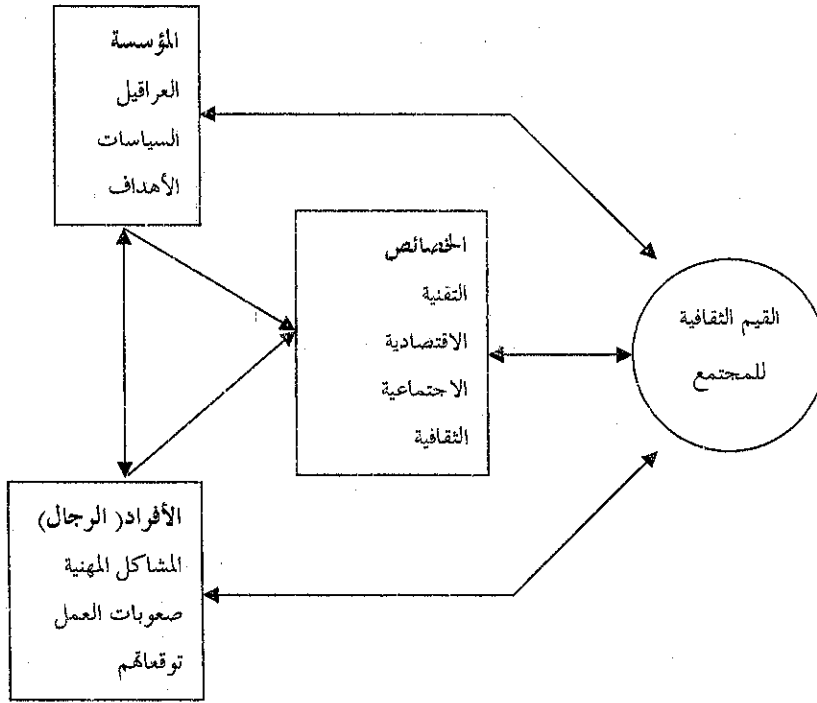 المؤسسة
العراقيل
السياسات
الأهداف
الخصائص
التقنية
الاقتصادية
الاجتماعية
الثقافية
القيم الثقافية
للمجتمع
الأفراد( الرجال)
المشاكل المهنية
صعوبات العمل
توقعاتهم